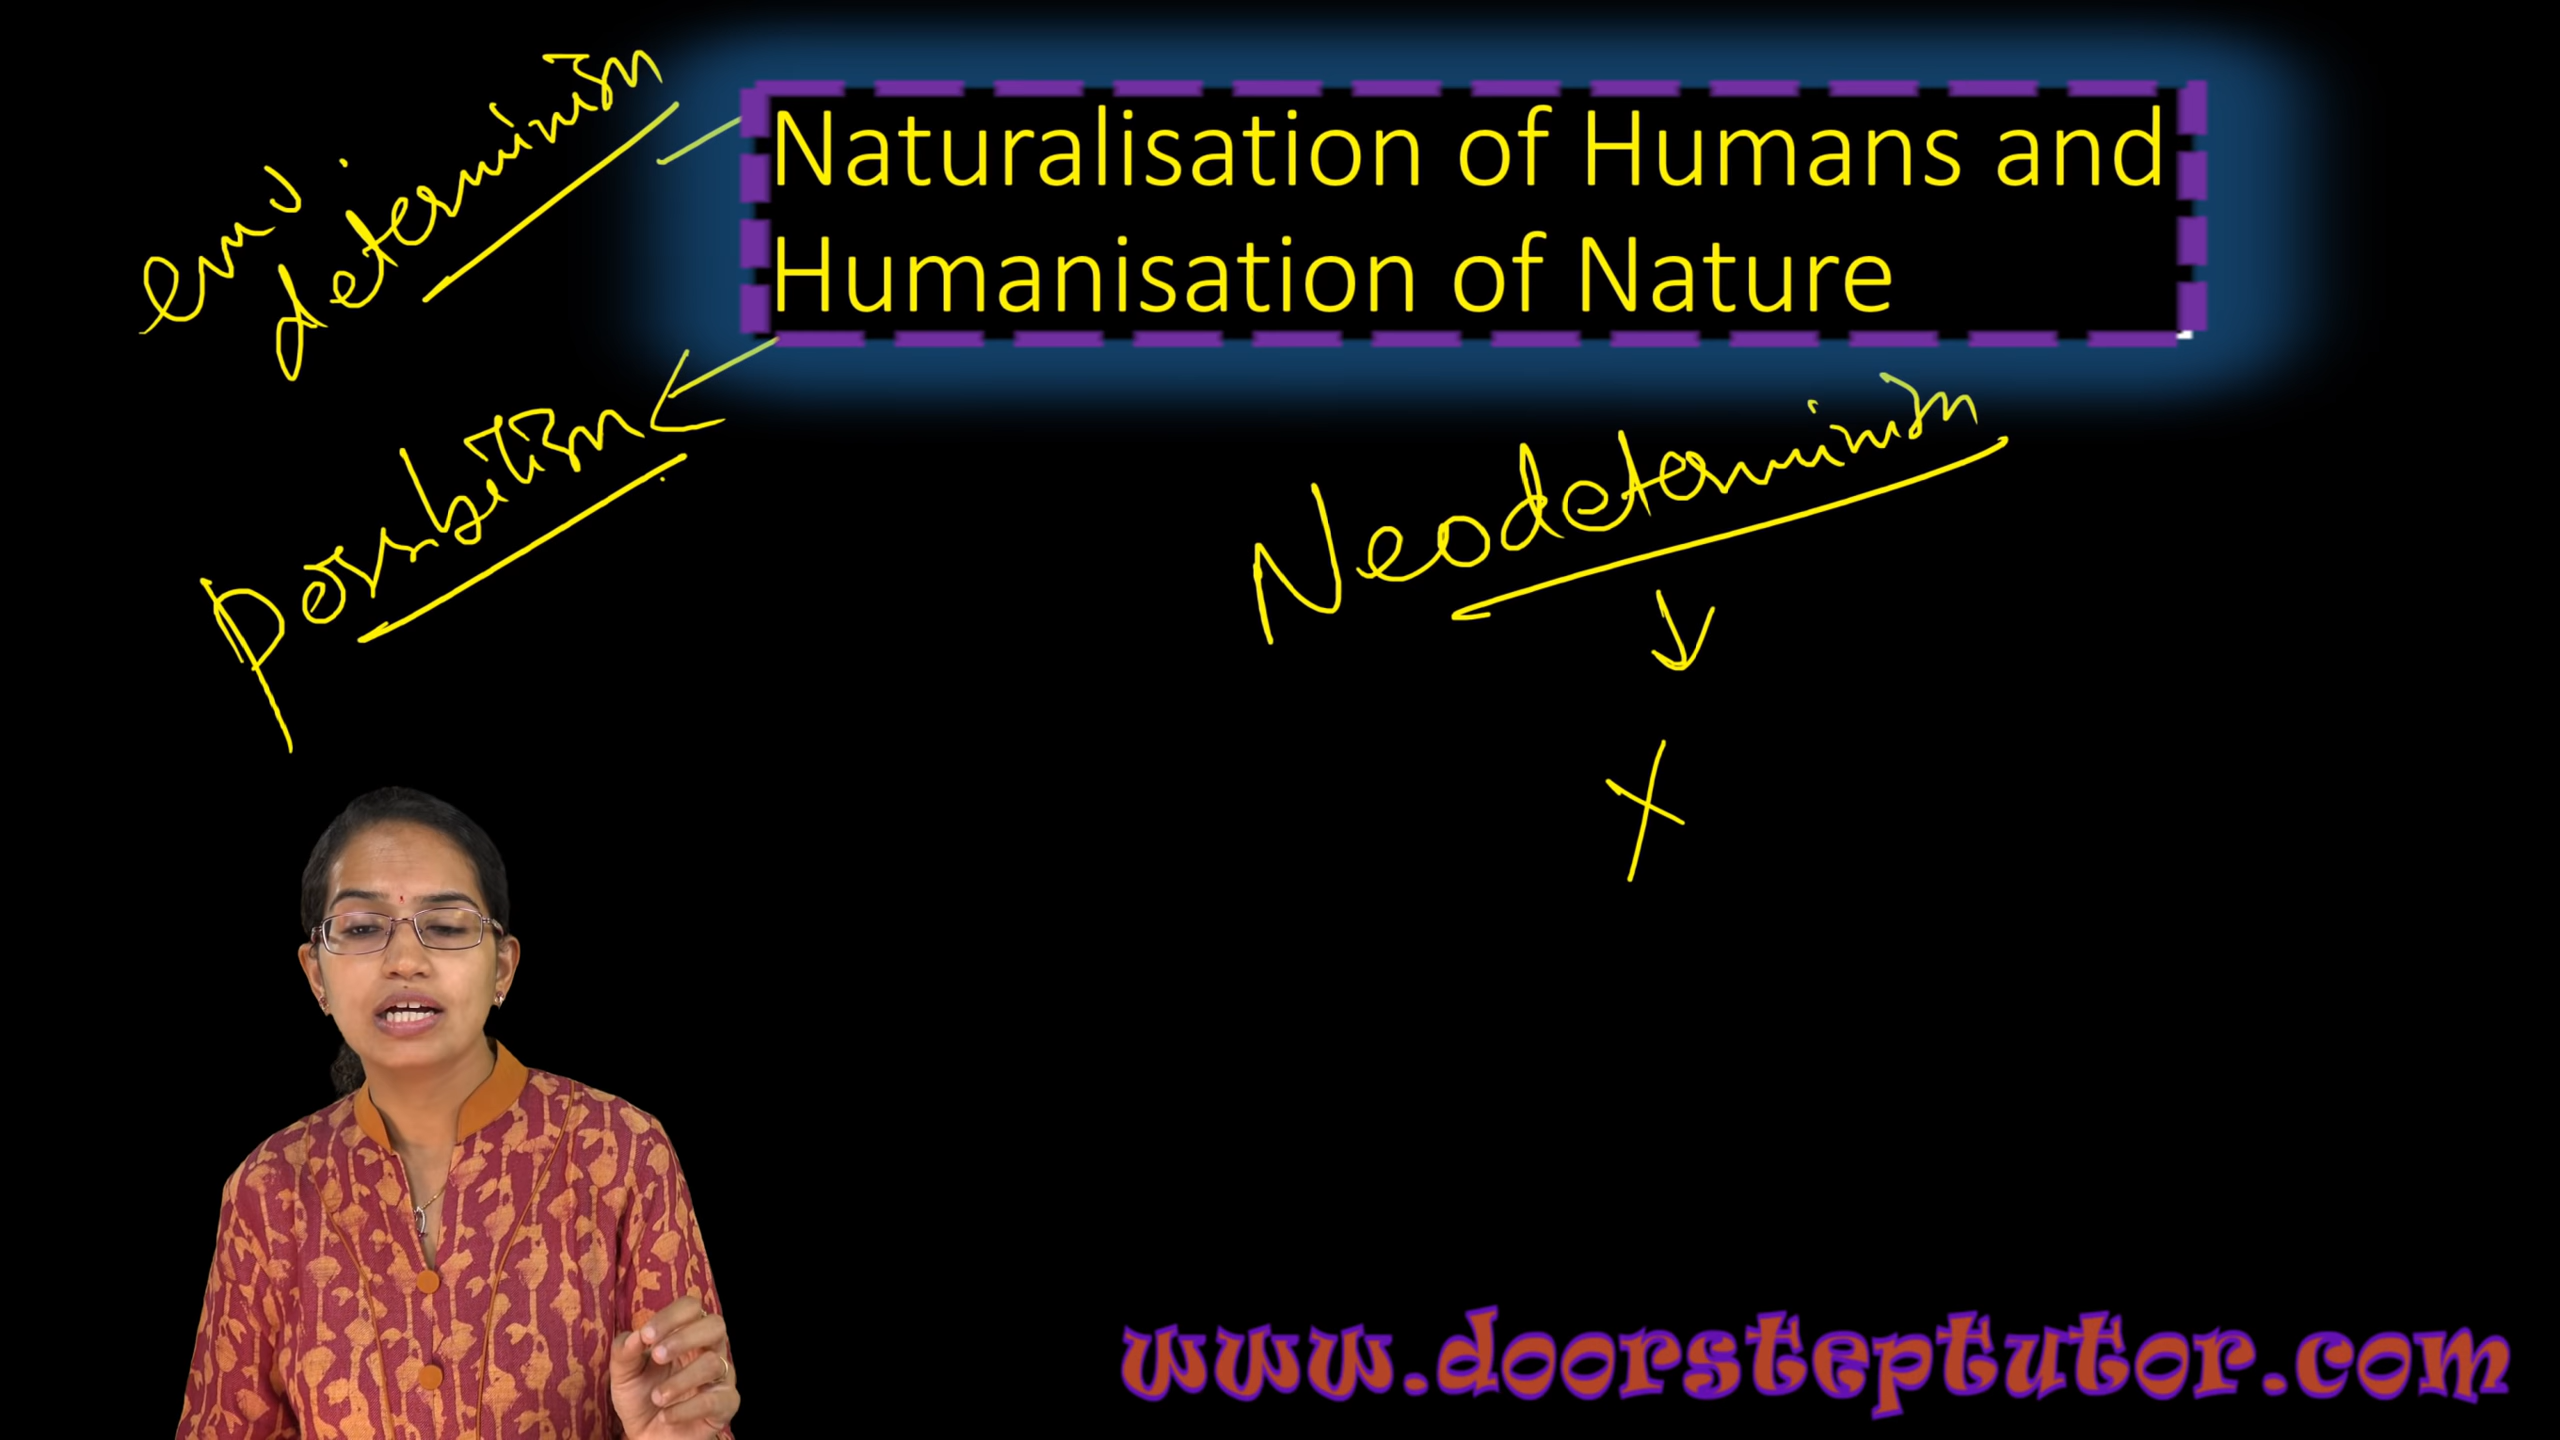 Naturalisation of Humans and
Humanisation of Nature
env.
determinism
possibilism
Neodeterminism
www.doorsteptutor.com